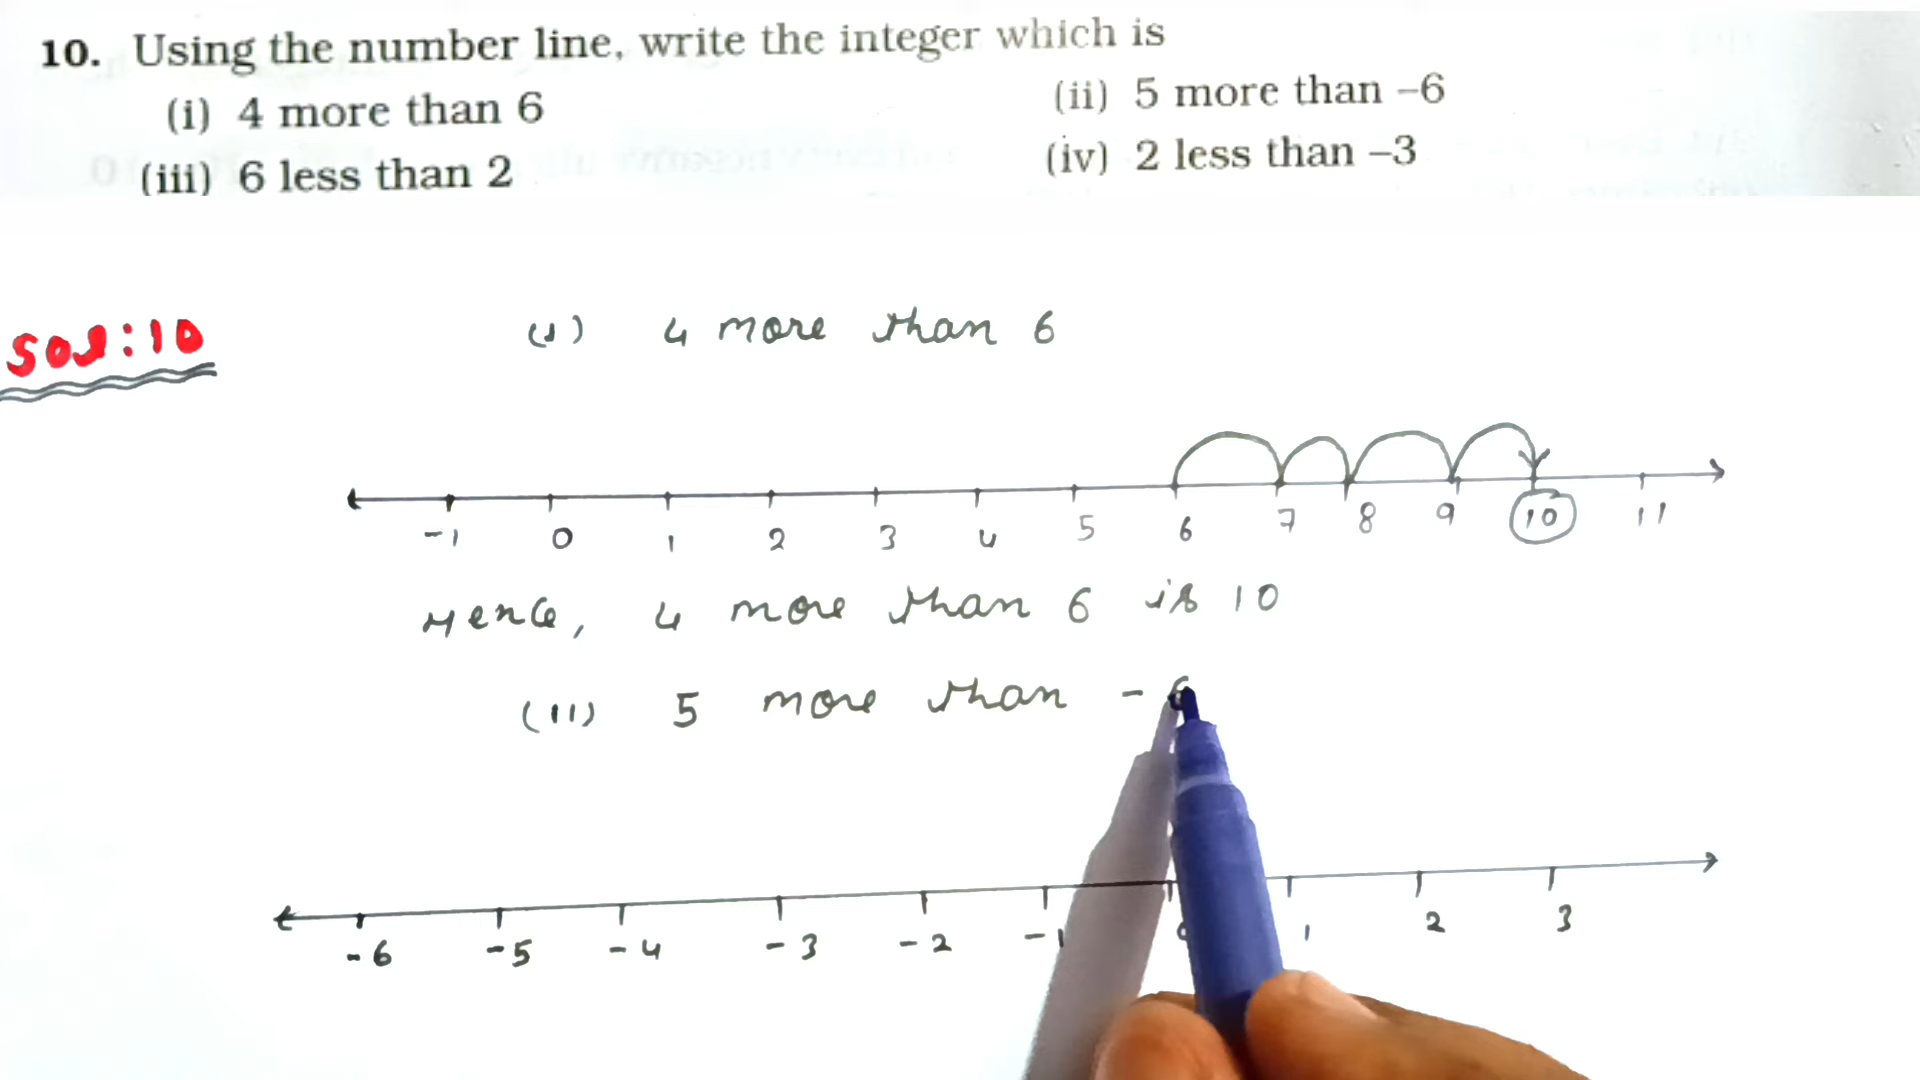 10. Using the number line, write the integer which is
(i) 4 more than 6 (ii) 5 more than –6
(iii) 6 less than 2 (iv) 2 less than –3
Sol:10
(i) 4 more than 6
-1 0 1 2 3 4 5 6 7 8 9 10 11
Hence, 4 more than 6 is 10
(ii) 5 more than - 6
-6 -5 -4 -3 -2 -1 1 2 3